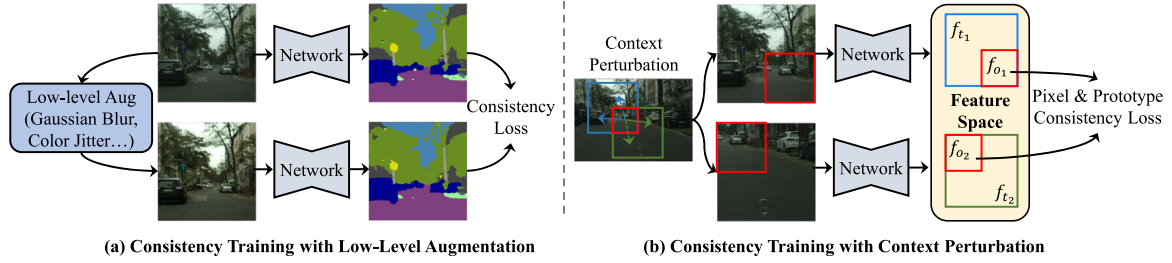 Low-level Aug
(Gaussian Blur,
Color Jitter…)
Network
Network
Consistency
Loss
(a) Consistency Training with Low-Level Augmentation
Context
Perturbation
Network
Network
f_{t_1}
f_{o_1}
Feature
Space
f_{o_2}
f_{t_2}
Pixel & Prototype
Consistency Loss
(b) Consistency Training with Context Perturbation